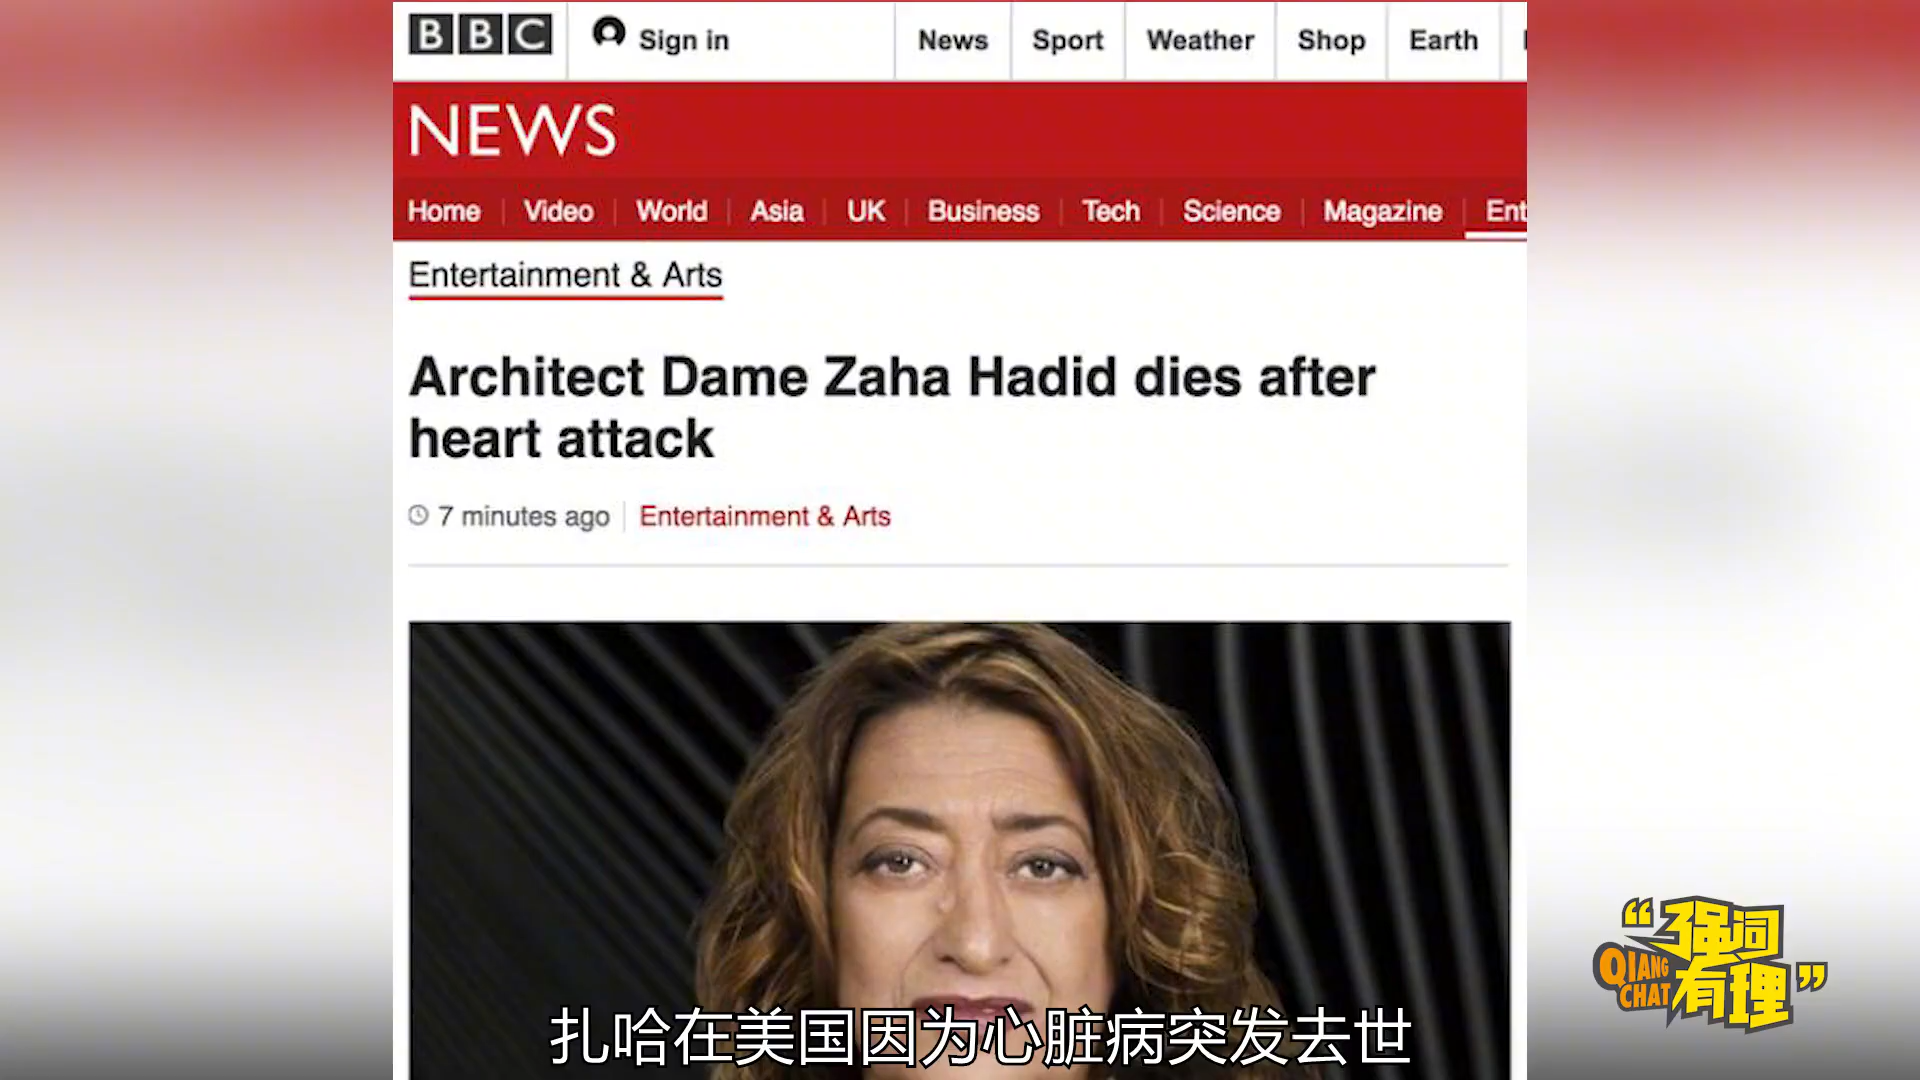 BBC Sign in News Sport Weather Shop Earth
NEWS
Home Video World Asia UK Business Tech Science Magazine Ent
Entertainment & Arts
Architect Dame Zaha Hadid dies after
heart attack
7 minutes ago Entertainment & Arts
“强词
QIANG
CHAT
有理”
扎哈在美国因为心脏病突发去世